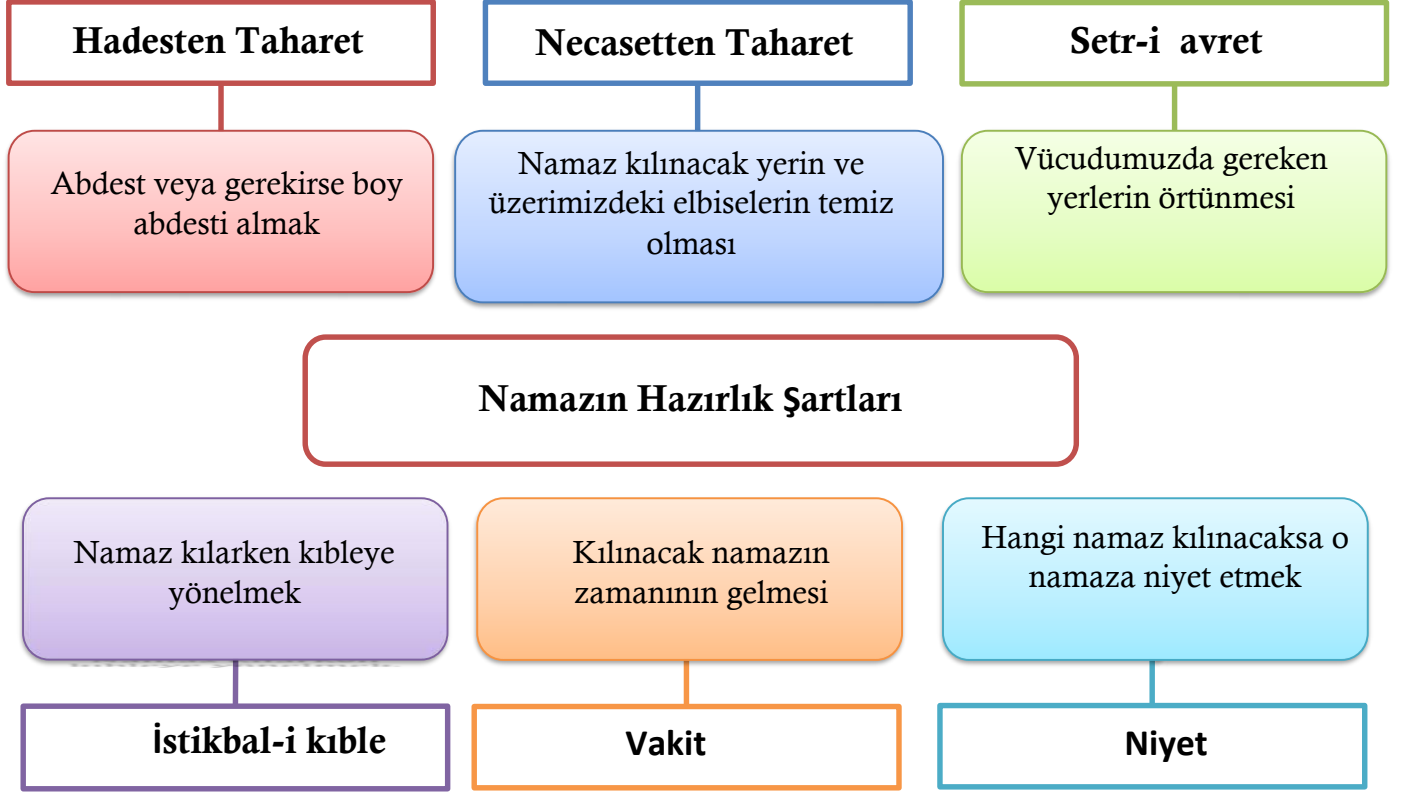 Hadesten Taharet
Abdest veya gerekirse boy
abdesti almak
Necasetten Taharet
Namaz kılınacak yerin ve
üzerimizdeki elbiselerin temiz
olması
Setr-i avret
Vücudumuzda gereken
yerlerin örtünmesi
Namazın Hazırlık Şartları
Namaz kılarken kıbleye
yönelmek
İstikbal-i kıble
Kılınacak namazın
zamanının gelmesi
Vakit
Hangi namaz kılınacaksa o
namaza niyet etmek
Niyet